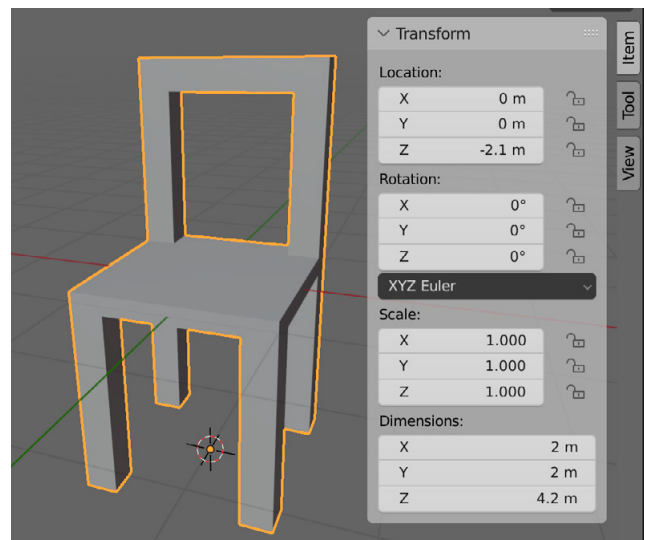 Transform
Location:
X 0 m
Y 0 m
Z -2.1 m
Rotation:
X 0°
Y 0°
Z 0°
XYZ Euler
Scale:
X 1.000
Y 1.000
Z 1.000
Dimensions:
X 2 m
Y 2 m
Z 4.2 m
Item
Tool
View